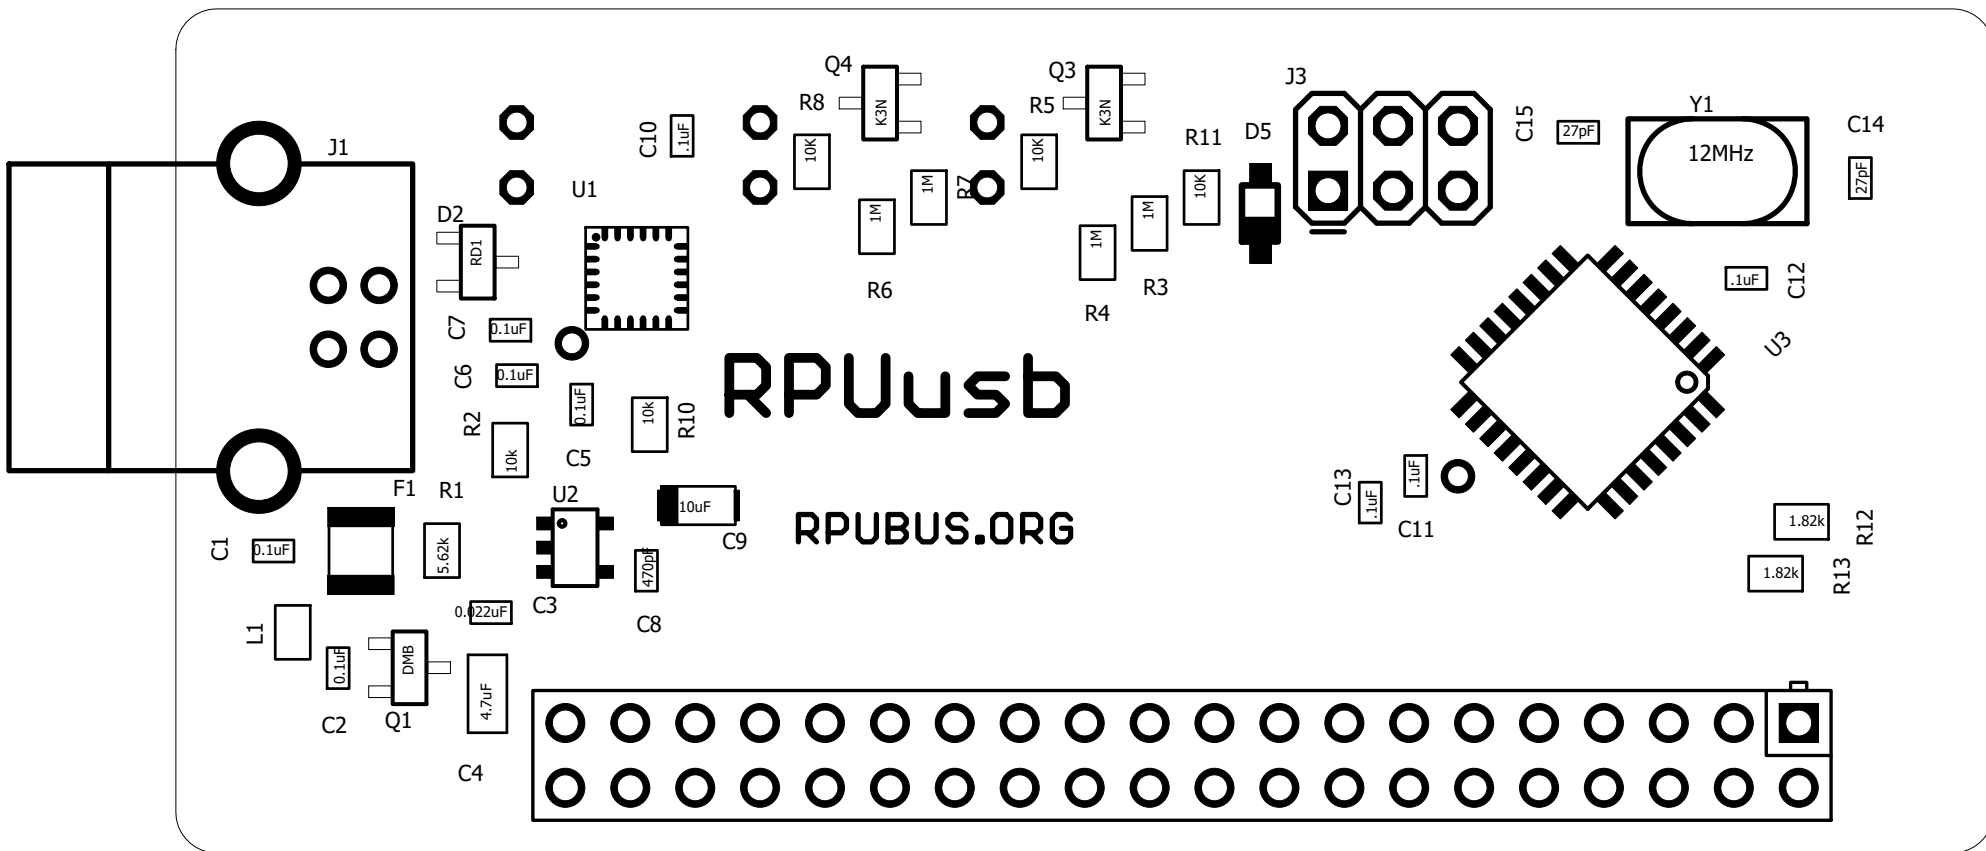 Q4
Q3
J3
R8
K3N
R5
K3N
Y1
C15
27pF
C14
C10
.1uF
R11
D5
J1
10K
10K
12MHz
27pF
U1
1M
R7
10K
D2
1M
1M
RD1
1M
R6
R3
R4
.1uF
C12
C7
0.1uF
U3
C6
0.1uF
RPUusb
0.1uF
R2
10k
R10
10k
C5
F1
R1
U2
10uF
C13
.1uF
.1uF
C11
RPUBUS.ORG
C9
1.82k
R12
C1
0.1uF
5.62k
470pF
1.82k
R13
0.022uF
C3
C8
L1
0.1uF
DMB
4.7uF
C2
Q1
C4